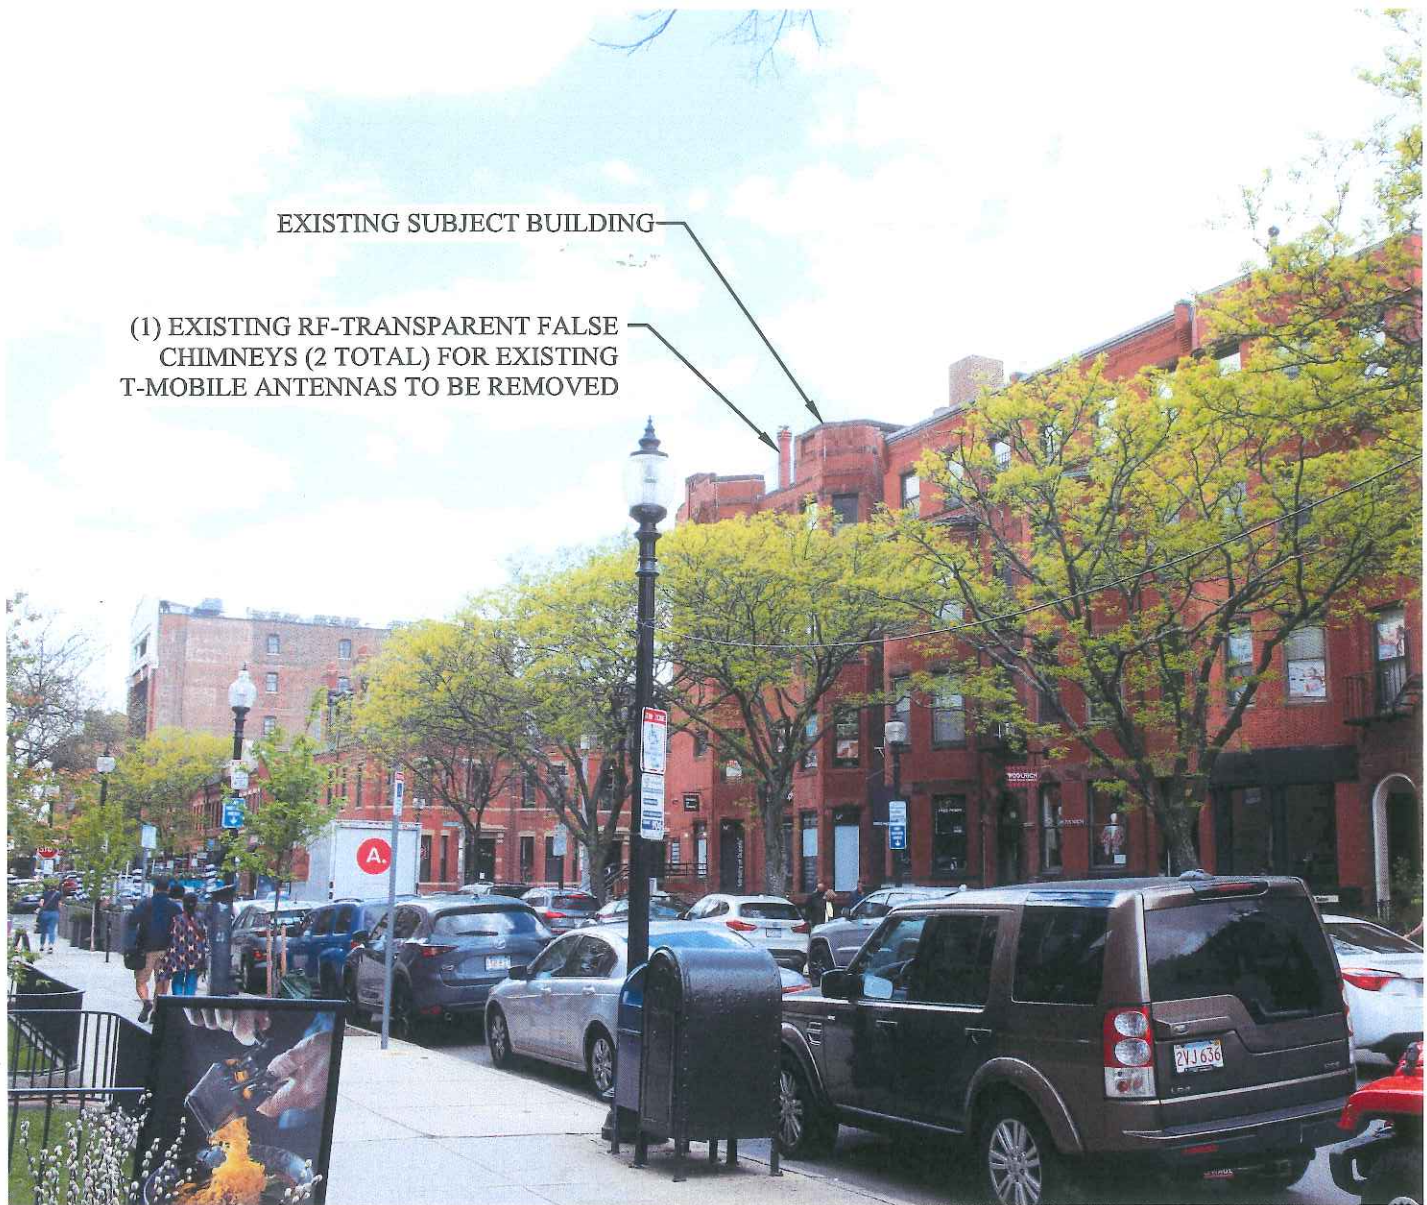 EXISTING SUBJECT BUILDING
(1) EXISTING RF-TRANSPARENT FALSE
CHIMNEYS (2 TOTAL) FOR EXISTING
T-MOBILE ANTENNAS TO BE REMOVED
WOOLRICH
A.
2VJ 636